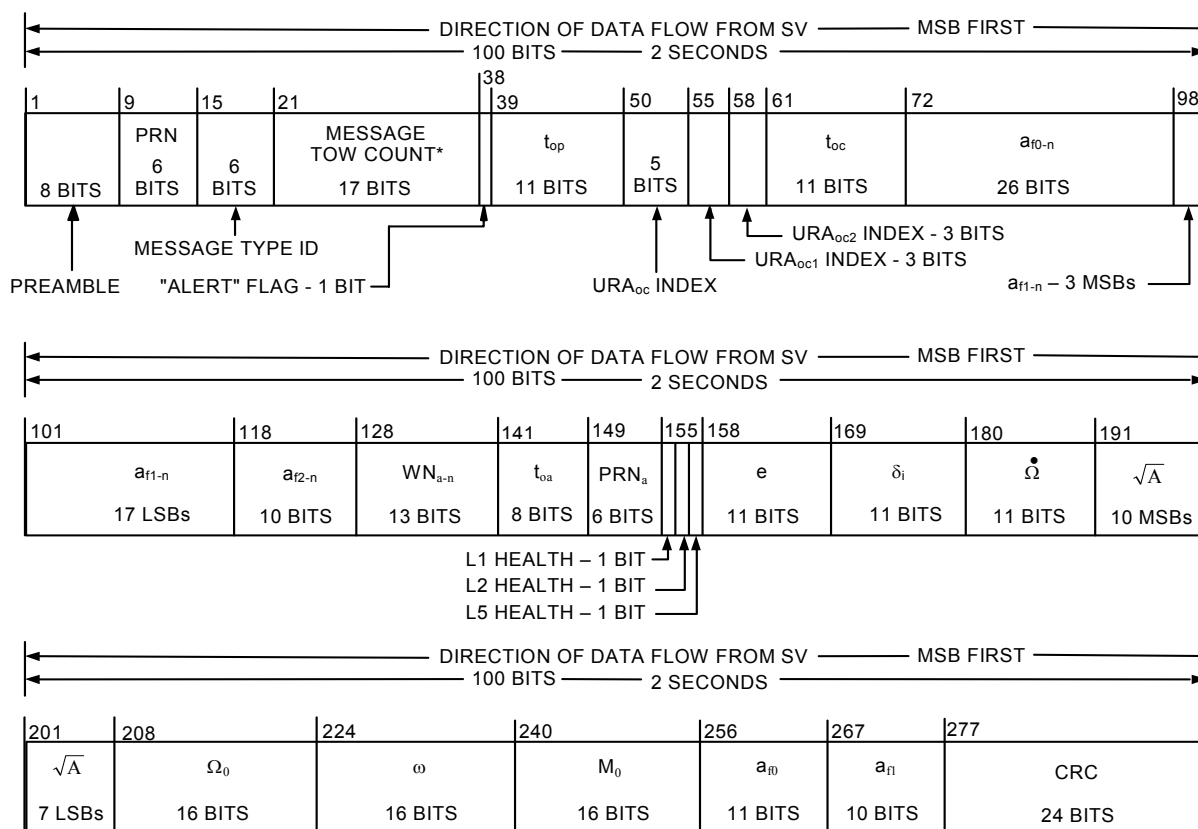 DIRECTION OF DATA FLOW FROM SV MSB FIRST
100 BITS 2 SECONDS
1 9 15 21 38 39 50 55 58 61 72 98
8 BITS
PRN
6
BITS
6
BITS
MESSAGE
TOW COUNT*
17 BITS
t_op
11 BITS
5
BITS
t_oc
11 BITS
a_f0-n
26 BITS
MESSAGE TYPE ID
PREAMBLE
"ALERT" FLAG - 1 BIT
URA_oc INDEX
URA_oc2 INDEX - 3 BITS
URA_oc1 INDEX - 3 BITS
a_f1-n – 3 MSBs
DIRECTION OF DATA FLOW FROM SV MSB FIRST
100 BITS 2 SECONDS
101 118 128 141 149 155 158 169 180 191
a_f1-n
17 LSBs
a_f2-n
10 BITS
WN_a-n
13 BITS
t_oa
8 BITS
PRN_a
6 BITS
e
11 BITS
δ_i
11 BITS
Ω̇
11 BITS
√A
10 MSBs
L1 HEALTH – 1 BIT
L2 HEALTH – 1 BIT
L5 HEALTH – 1 BIT
DIRECTION OF DATA FLOW FROM SV MSB FIRST
100 BITS 2 SECONDS
201 208 224 240 256 267 277
√A
7 LSBs
Ω_0
16 BITS
ω
16 BITS
M_0
16 BITS
a_f0
11 BITS
a_f1
10 BITS
CRC
24 BITS